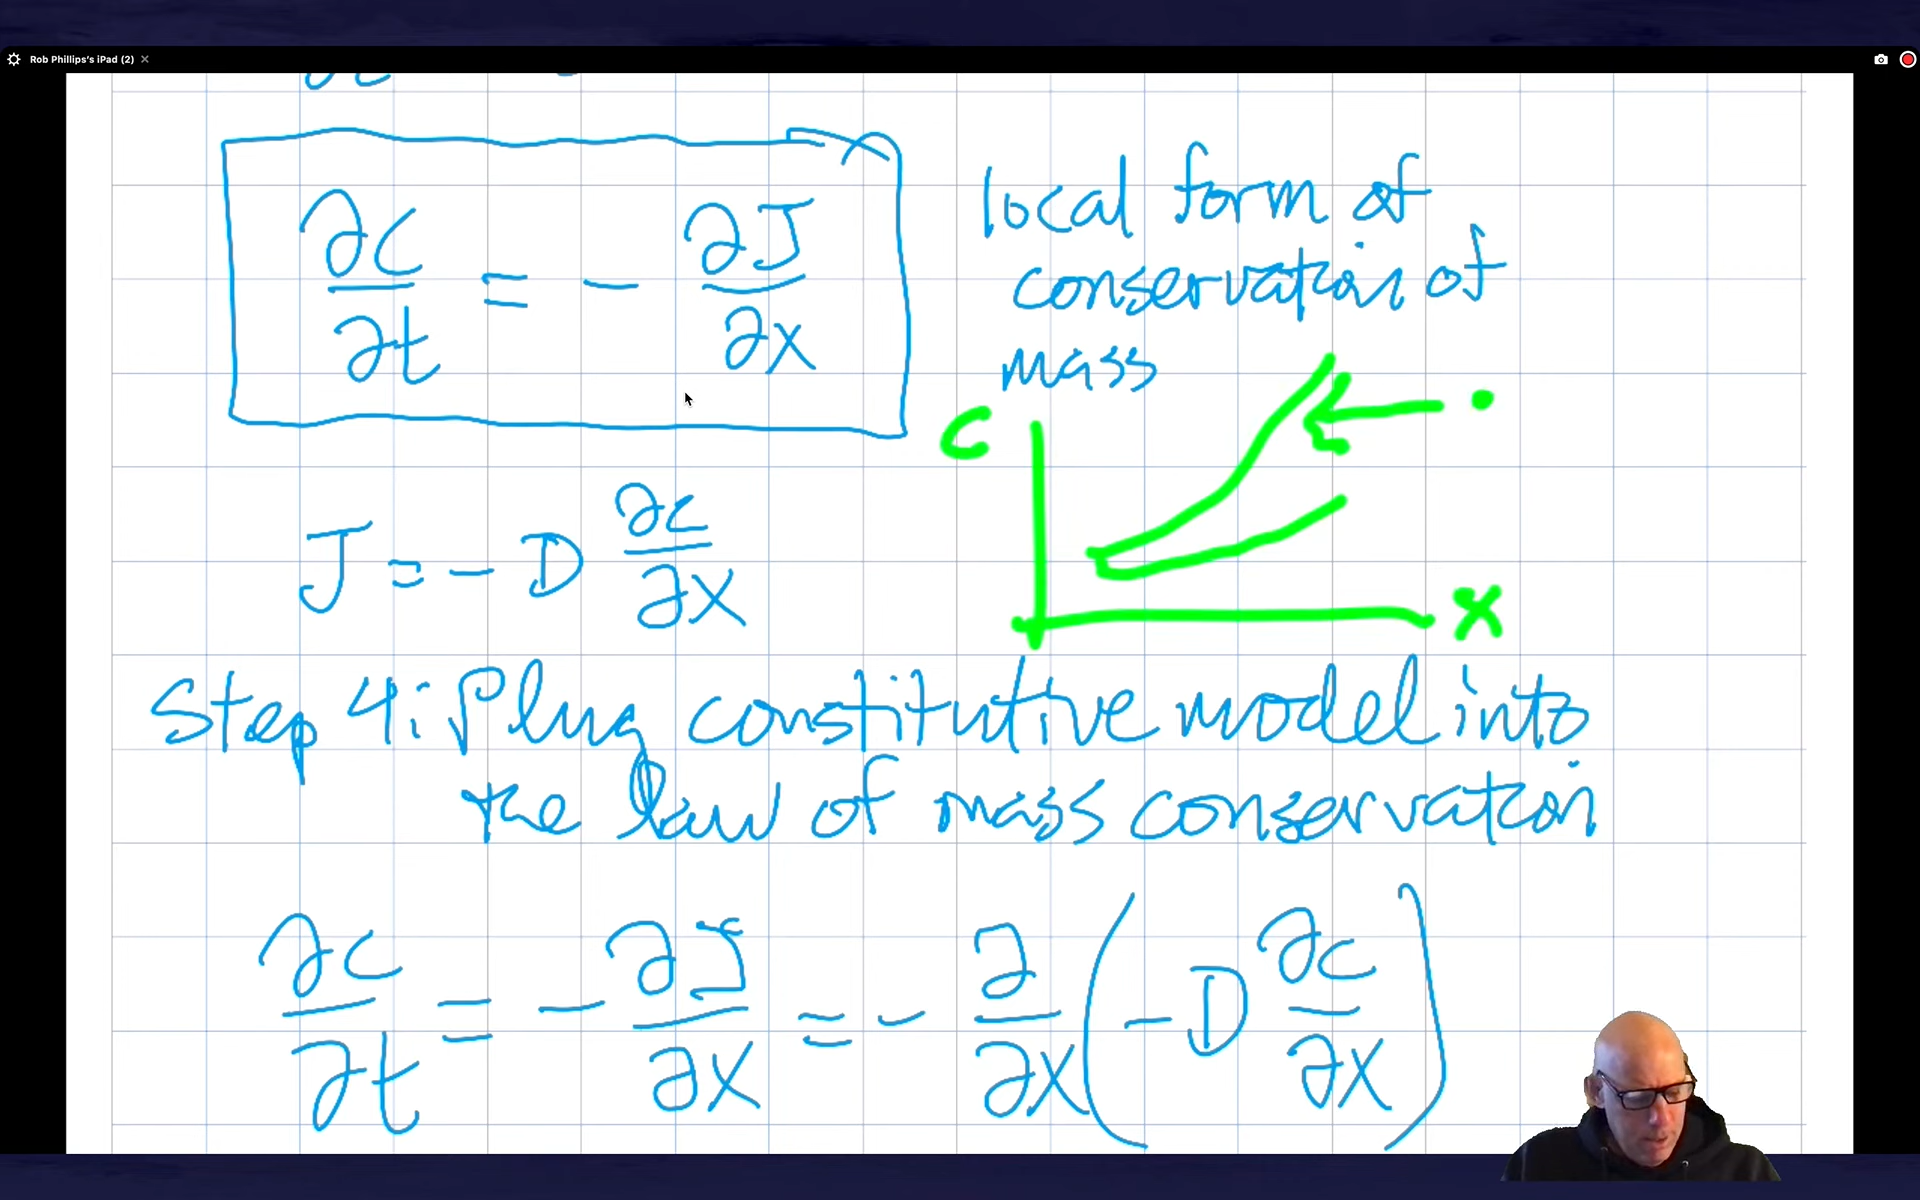 Rob Phillips's iPad (2) ×
∂C/∂t = - ∂J/∂x
local form of
conservation of
mass
C
x
J = - D ∂c/∂x
Step 4: Plug constitutive model into
the law of mass conservation
∂c/∂t = - ∂J/∂x = - ∂/∂x (- D ∂c/∂x)